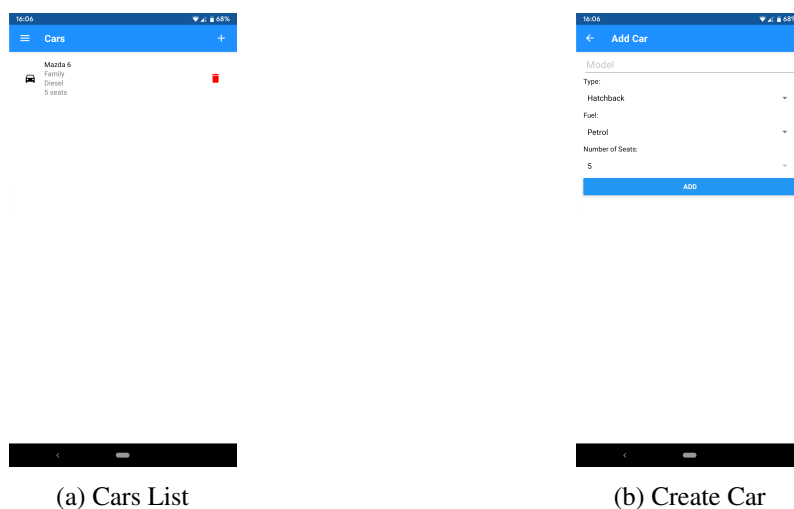 16:06 68%
Cars
Mazda 6
Family
Diesel
5 seats
(a) Cars List
16:06 68%
Add Car
Model
Type:
Hatchback
Fuel:
Petrol
Number of Seats:
5
ADD
(b) Create Car